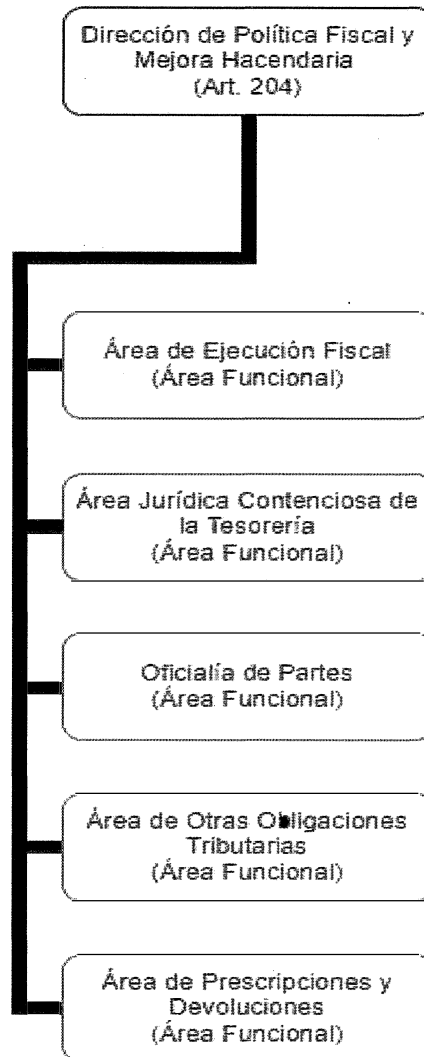 Dirección de Política Fiscal y
Mejora Hacendaria
(Art. 204)
Área de Ejecución Fiscal
(Área Funcional)
Área Jurídica Contenciosa de
la Tesorería
(Área Funcional)
Oficialía de Partes
(Área Funcional)
Área de Otras Obligaciones
Tributarias
(Área Funcional)
Área de Prescripciones y
Devoluciones
(Área Funcional)